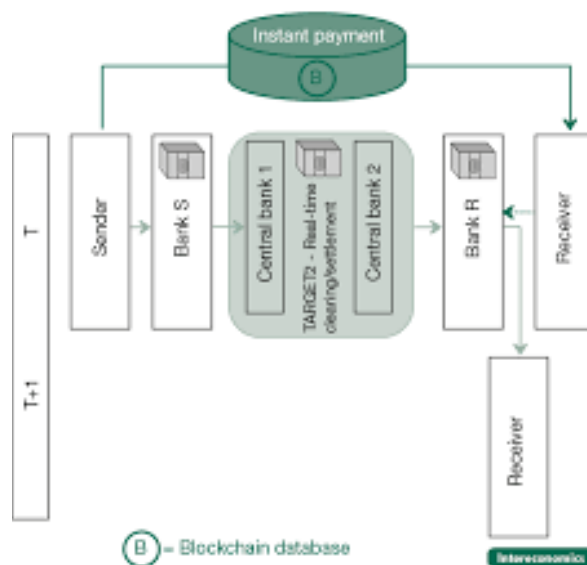 Instant payment
B
T
Sender
Bank S
Central bank 1
TARGET2 - Real-time
clearing/settlement
Central bank 2
Bank R
Receiver
T+1
Receiver
B = Blockchain database
Intereconomics